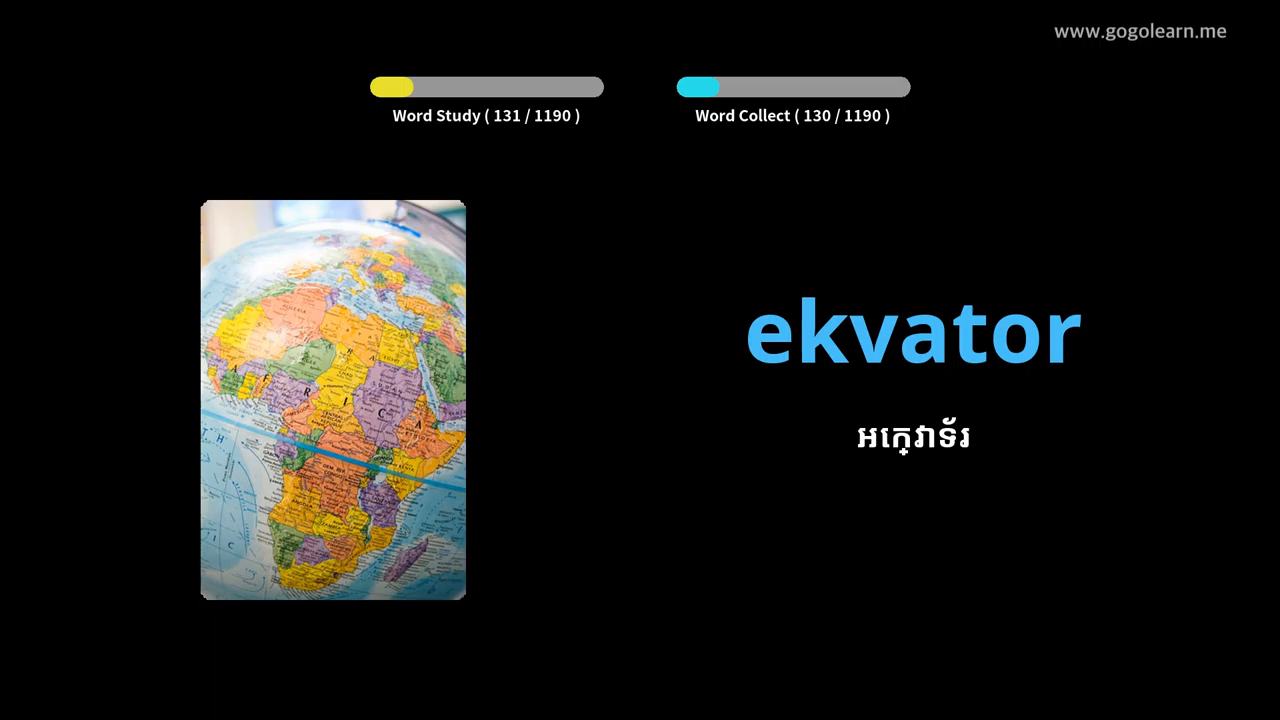 www.gogolearn.me
Word Study ( 131 / 1190 )
Word Collect ( 130 / 1190 )
ekvator
អេក្វាទ័រ
A F R I C A